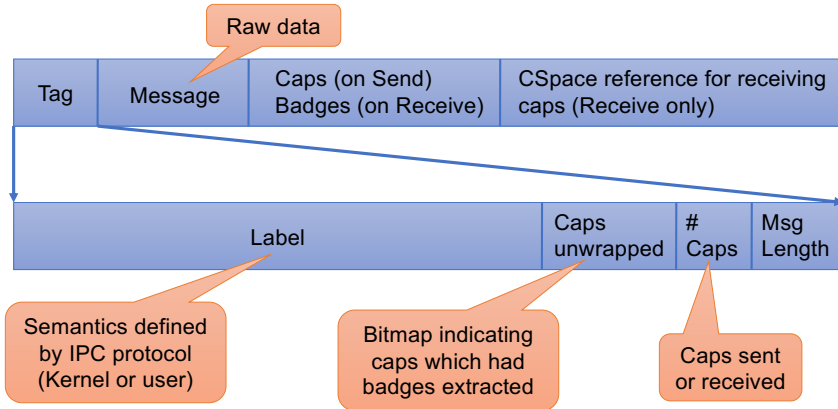 Raw data
Tag
Message
Caps (on Send)
Badges (on Receive)
CSpace reference for receiving
caps (Receive only)
Label
Caps
unwrapped
#
Caps
Msg
Length
Semantics defined
by IPC protocol
(Kernel or user)
Bitmap indicating
caps which had
badges extracted
Caps sent
or received